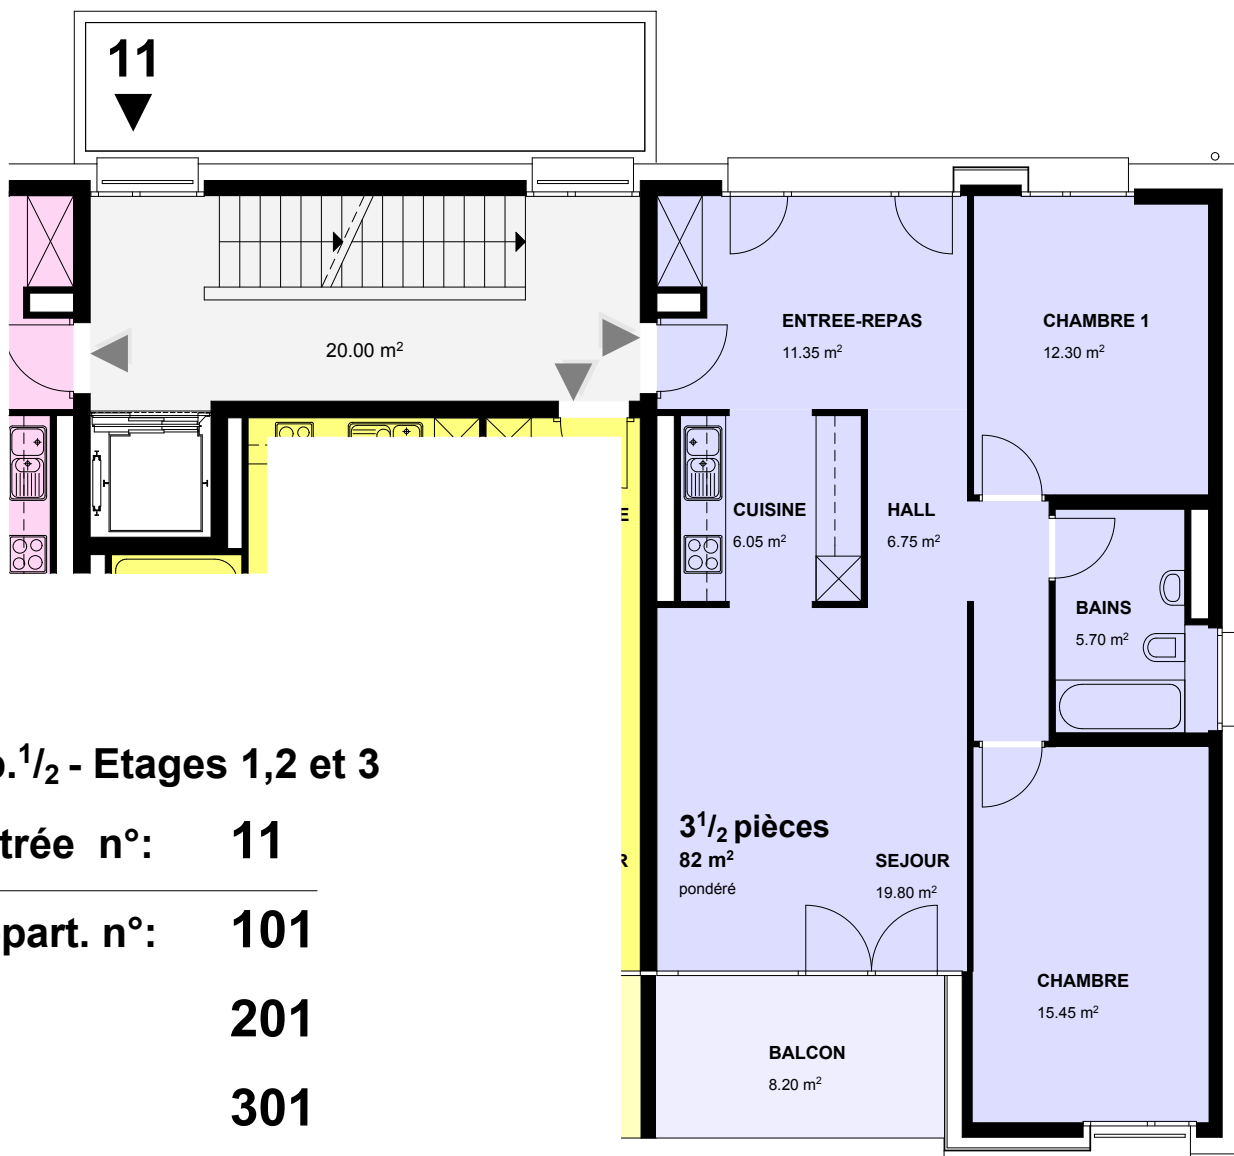 11
20.00 m²
ENTREE-REPAS
11.35 m²
CHAMBRE 1
12.30 m²
CUISINE
6.05 m²
HALL
6.75 m²
E
BAINS
5.70 m²
p.¹/₂ - Etages 1,2 et 3
trée n°: 11
part. n°: 101
201
301
3¹/₂ pièces
82 m²
pondéré
R
SEJOUR
19.80 m²
CHAMBRE
15.45 m²
BALCON
8.20 m²